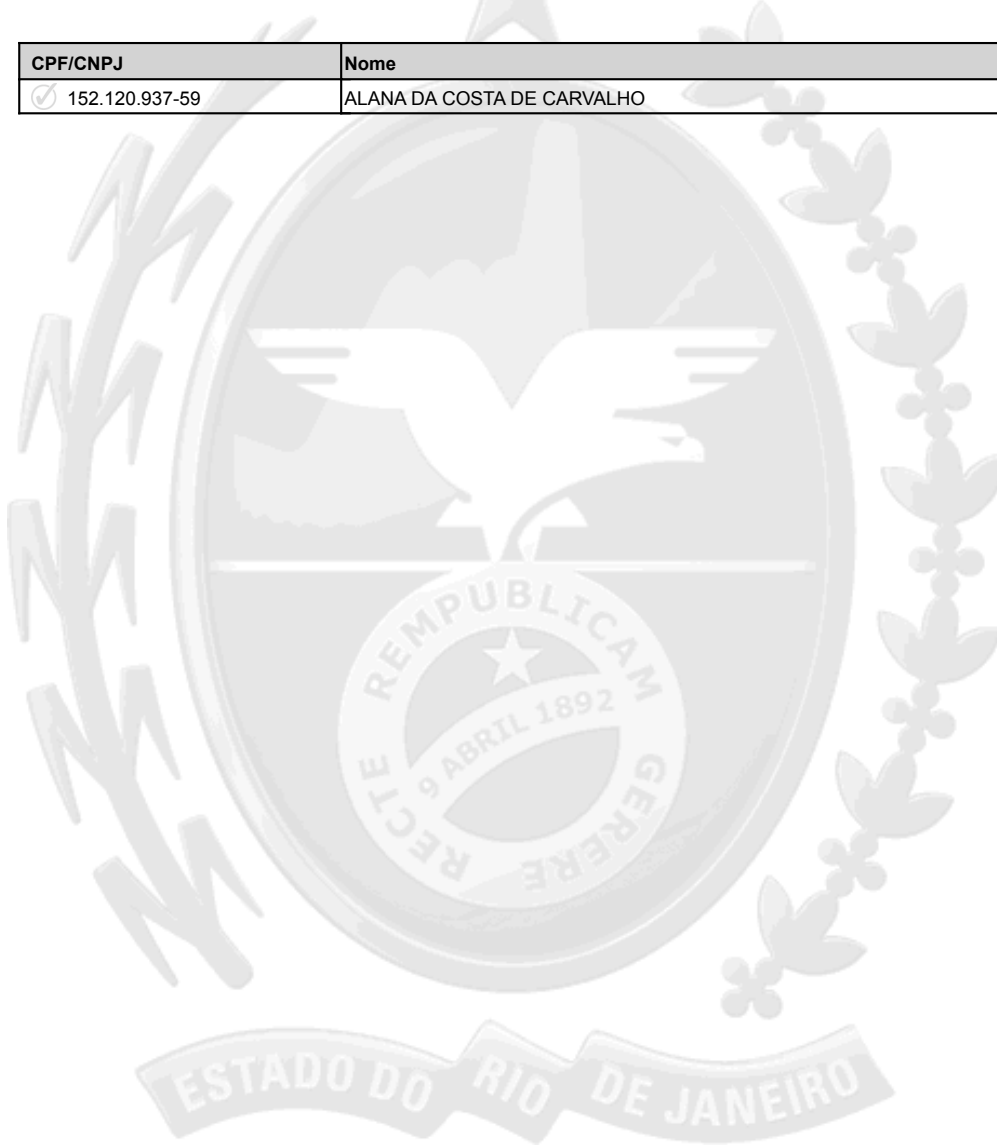 CPF/CNPJ Nome
152.120.937-59 ALANA DA COSTA DE CARVALHO
RECTE REMPUBLICAM GERERE
9 ABRIL 1892
ESTADO DO RIO DE JANEIRO